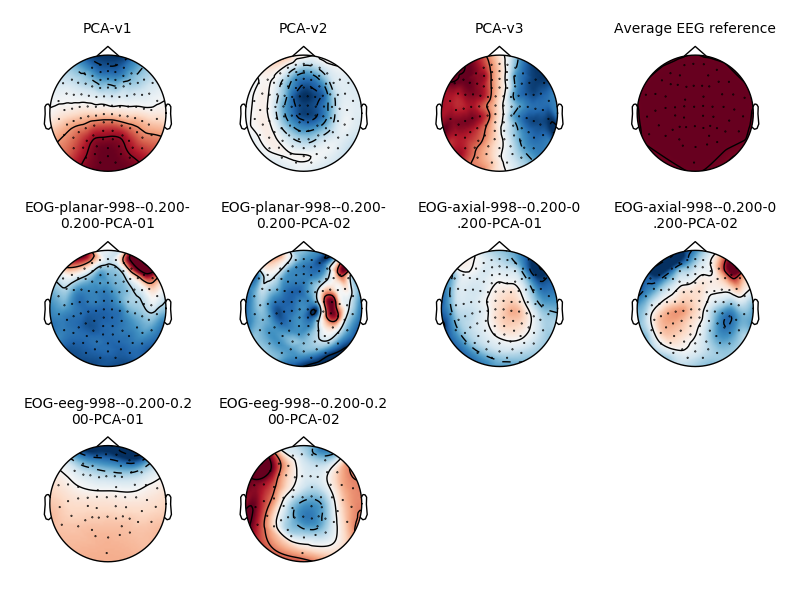 PCA-v1
PCA-v2
PCA-v3
Average EEG reference
EOG-planar-998--0.200-
0.200-PCA-01
EOG-planar-998--0.200-
0.200-PCA-02
EOG-axial-998--0.200-0
.200-PCA-01
EOG-axial-998--0.200-0
.200-PCA-02
EOG-eeg-998--0.200-0.2
00-PCA-01
EOG-eeg-998--0.200-0.2
00-PCA-02